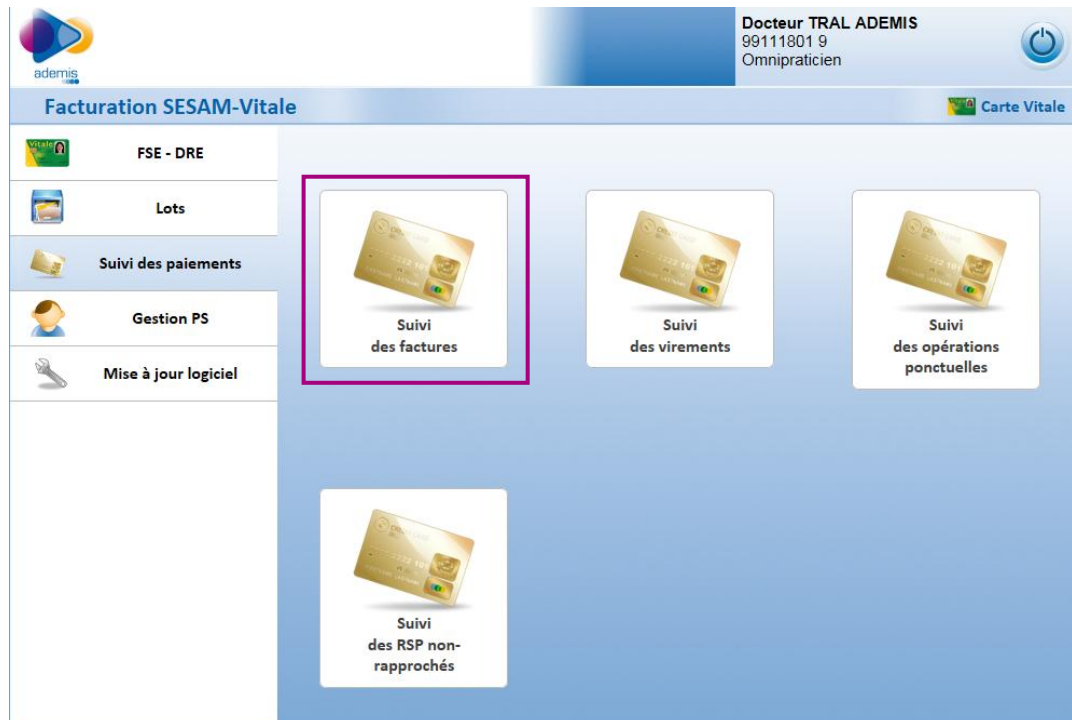 ademis
Docteur TRAL ADEMIS
99111801 9
Omnipraticien
Facturation SESAM-Vitale
Carte Vitale
FSE - DRE
Lots
Suivi des paiements
Gestion PS
Mise à jour logiciel
Suivi
des factures
Suivi
des virements
Suivi
des opérations
ponctuelles
Suivi
des RSP non-
rapprochés